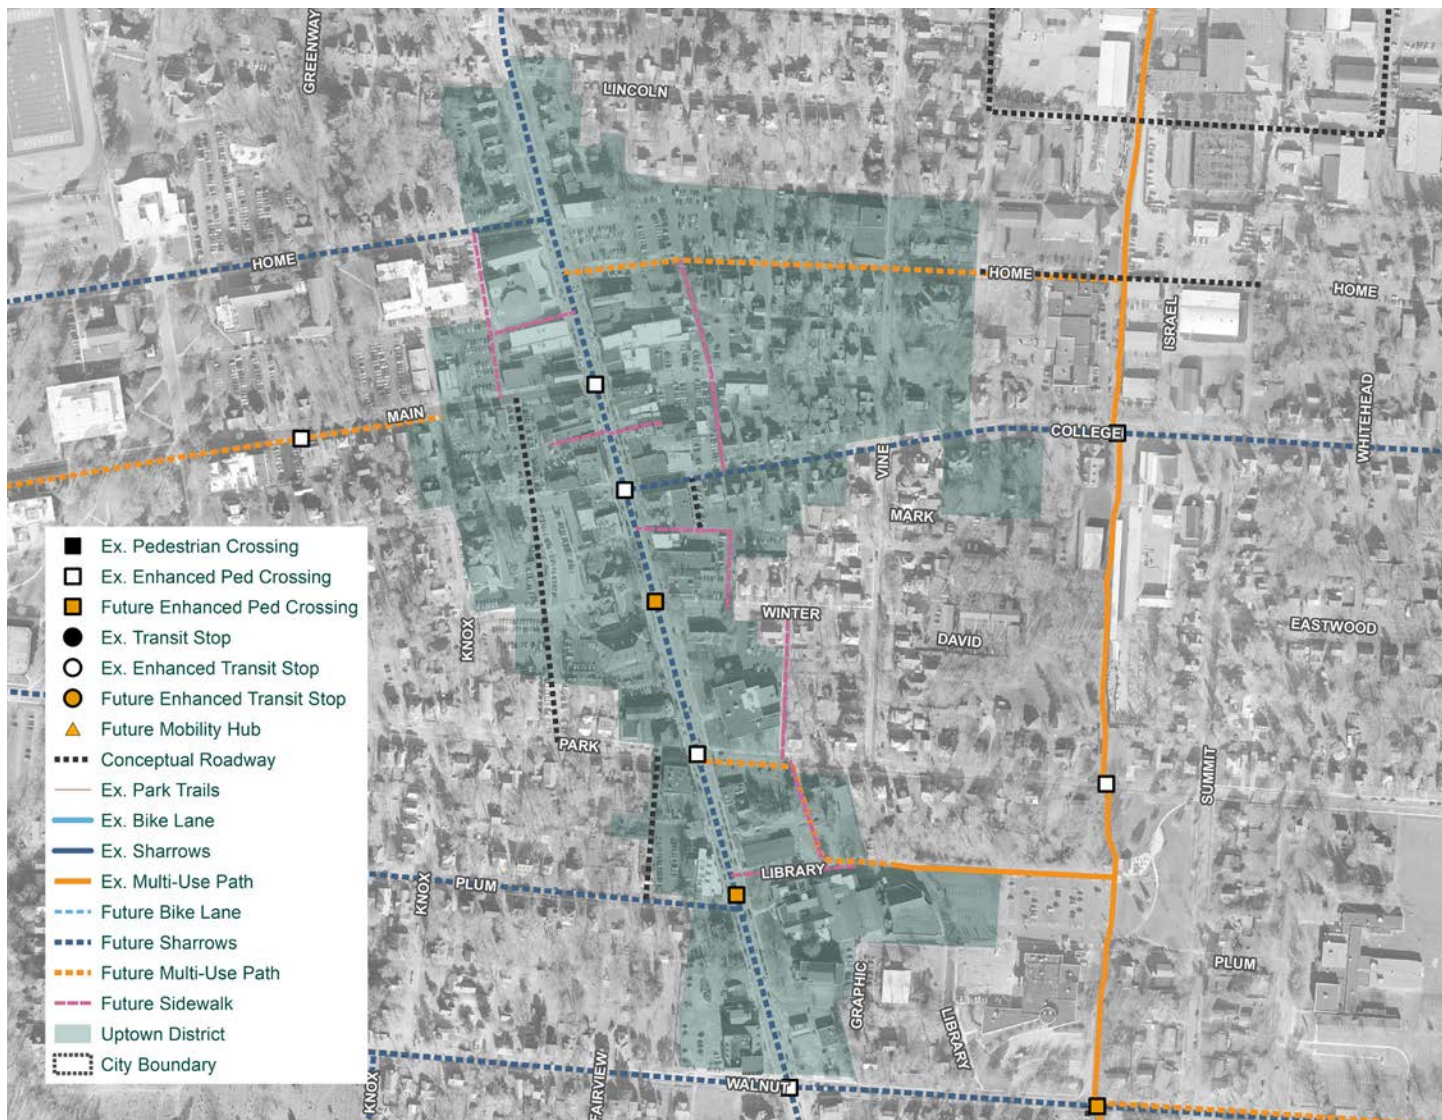 GREENWAY
LINCOLN
HOME
HOME
HOME
ISRAEL
MAIN
COLLEGE
WHITEHEAD
VINE
MARK
Ex. Pedestrian Crossing
Ex. Enhanced Ped Crossing
Future Enhanced Ped Crossing
Ex. Transit Stop
Ex. Enhanced Transit Stop
Future Enhanced Transit Stop
Future Mobility Hub
Conceptual Roadway
Ex. Park Trails
Ex. Bike Lane
Ex. Sharrows
Ex. Multi-Use Path
Future Bike Lane
Future Sharrows
Future Multi-Use Path
Future Sidewalk
Uptown District
City Boundary
WINTER
KNOX
DAVID
EASTWOOD
PARK
SUMMIT
LIBRARY
KNOX
PLUM
PLUM
GRAPHIC
LIBRARY
WALNUT
KNOX
FAIRVIEW